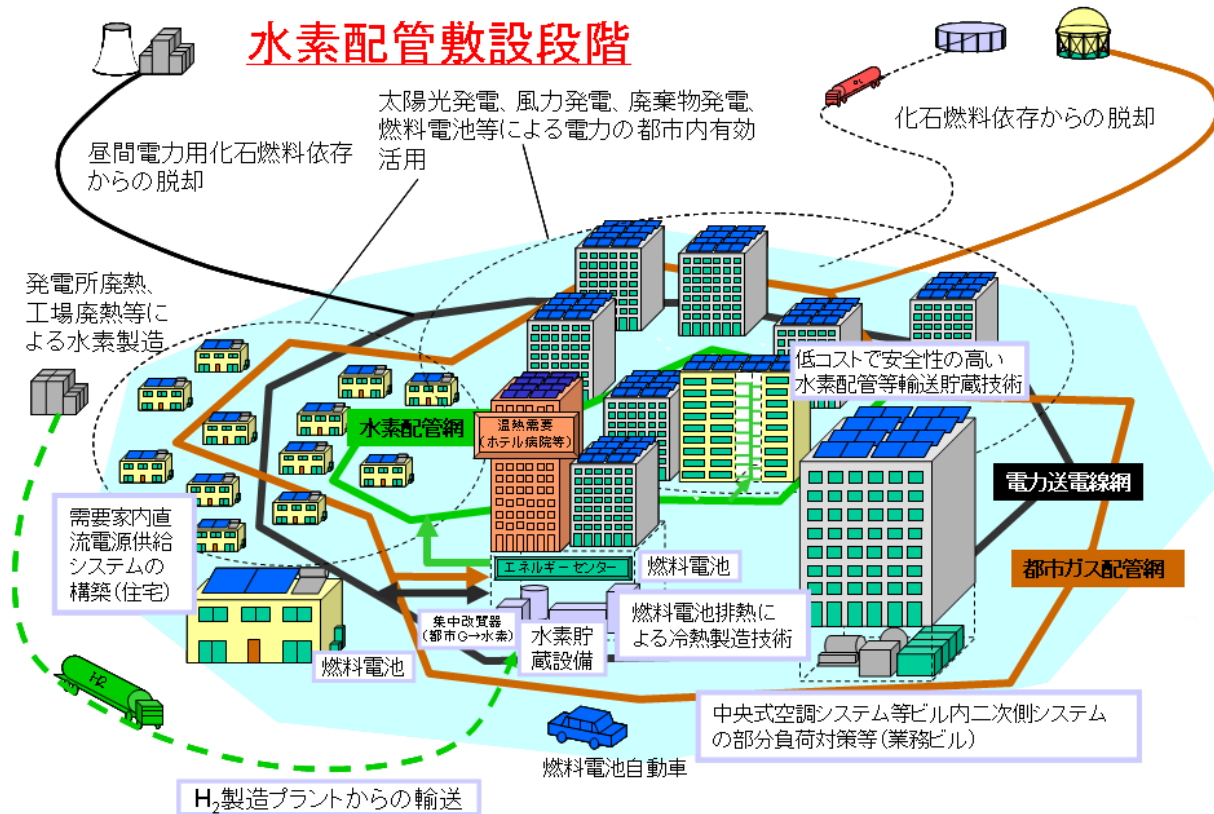 水素配管敷設段階
太陽光発電、風力発電、廃棄物発電、
燃料電池等による電力の都市内有効
活用
化石燃料依存からの脱却
昼間電力用化石燃料依存
からの脱却
発電所廃熱、
工場廃熱等に
よる水素製造
低コストで安全性の高い
水素配管等輸送貯蔵技術
水素配管網
温熱需要
(ホテル病院等)
電力送電線網
需要家内直
流電源供給
システムの
構築(住宅)
エネルギーセンター
燃料電池
都市ガス配管網
集中改質器
(都市G→水素)
水素貯
蔵設備
燃料電池排熱に
よる冷熱製造技術
燃料電池
H2
中央式空調システム等ビル内二次側システム
の部分負荷対策等(業務ビル)
燃料電池自動車
H₂製造プラントからの輸送